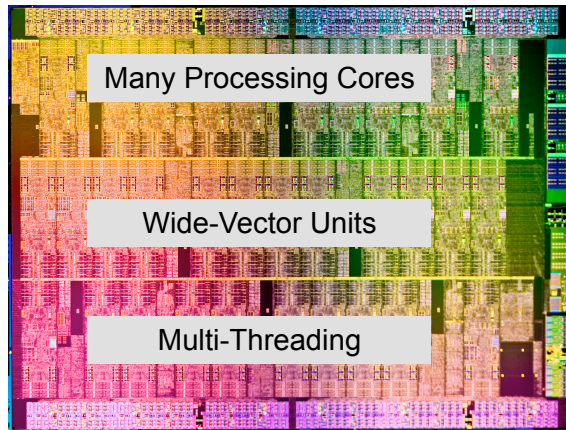 Many Processing Cores
Wide-Vector Units
Multi-Threading